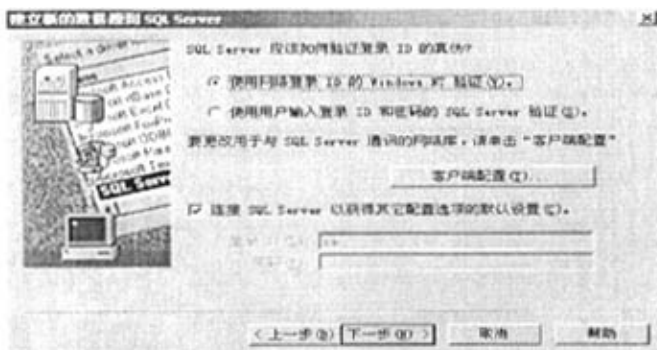 建立新的数据源到 SQL Server
Select a driver
Name
SQL Server
SQL Server 应该如何验证登录 ID 的真伪?
使用网络登录 ID 的 Windows NT 验证(W)。
使用用户输入登录 ID 和密码的 SQL Server 验证(S)。
要更改用于与 SQL Server 通讯的网络库，请单击“客户端配置”
客户端配置(T)...
连接 SQL Server 以获得其它配置选项的默认设置(C)。
< 上一步(B)
下一步(N) >
取消
帮助